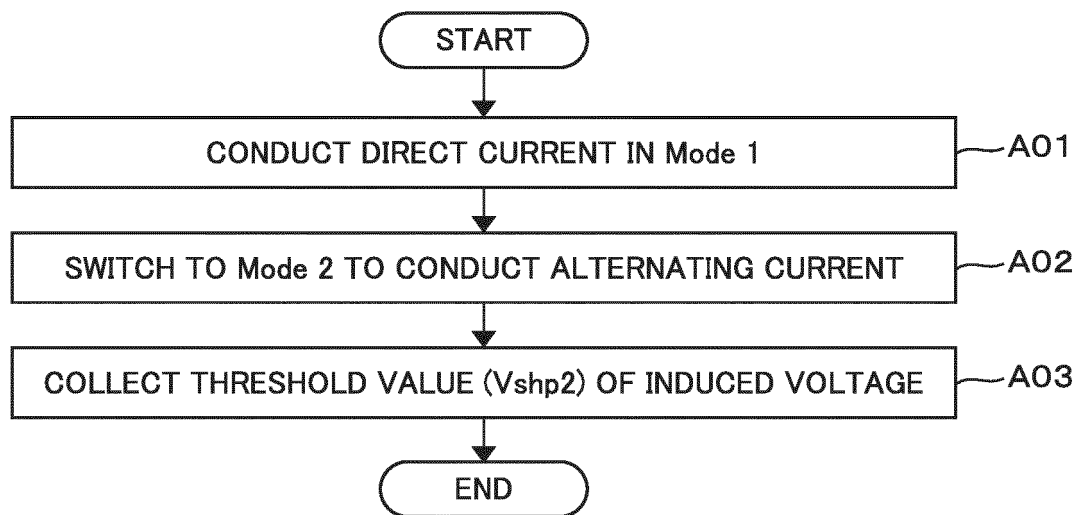 START
CONDUCT DIRECT CURRENT IN Mode 1
A01
SWITCH TO Mode 2 TO CONDUCT ALTERNATING CURRENT
A02
COLLECT THRESHOLD VALUE (Vshp2) OF INDUCED VOLTAGE
A03
END